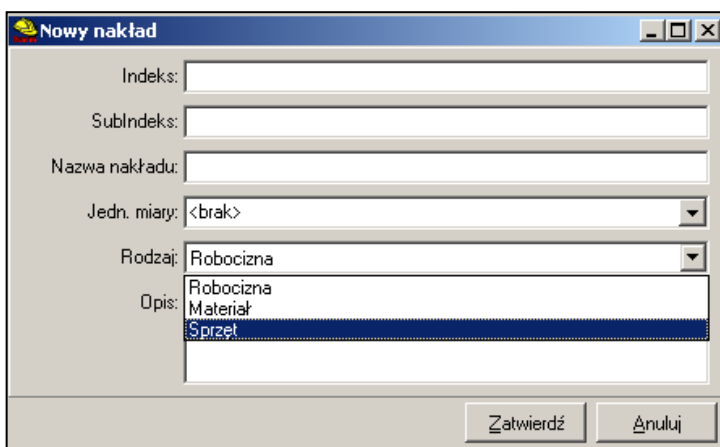 Nowy nakład
Indeks:
SubIndeks:
Nazwa nakładu:
Jedn. miary: <brak>
Rodzaj: Robocizna
Robocizna
Opis:
Materiał
Sprzęt
Zatwierdź Anuluj